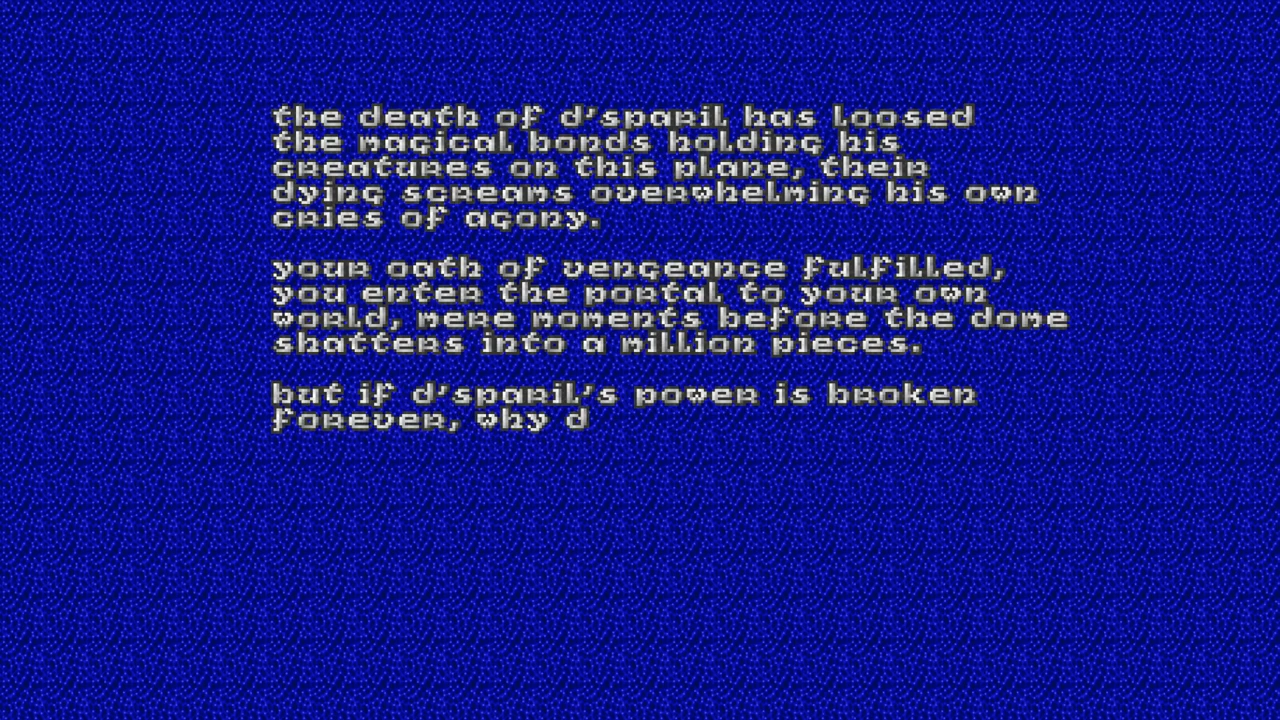 the death of d'sparil has loosed
the magical bonds holding his
creatures on this plane, their
dying screams overwhelming his own
cries of agony.
your oath of vengeance fulfilled,
you enter the portal to your own
world, mere moments before the dome
shatters into a million pieces.
but if d'sparil's power is broken
forever, why d